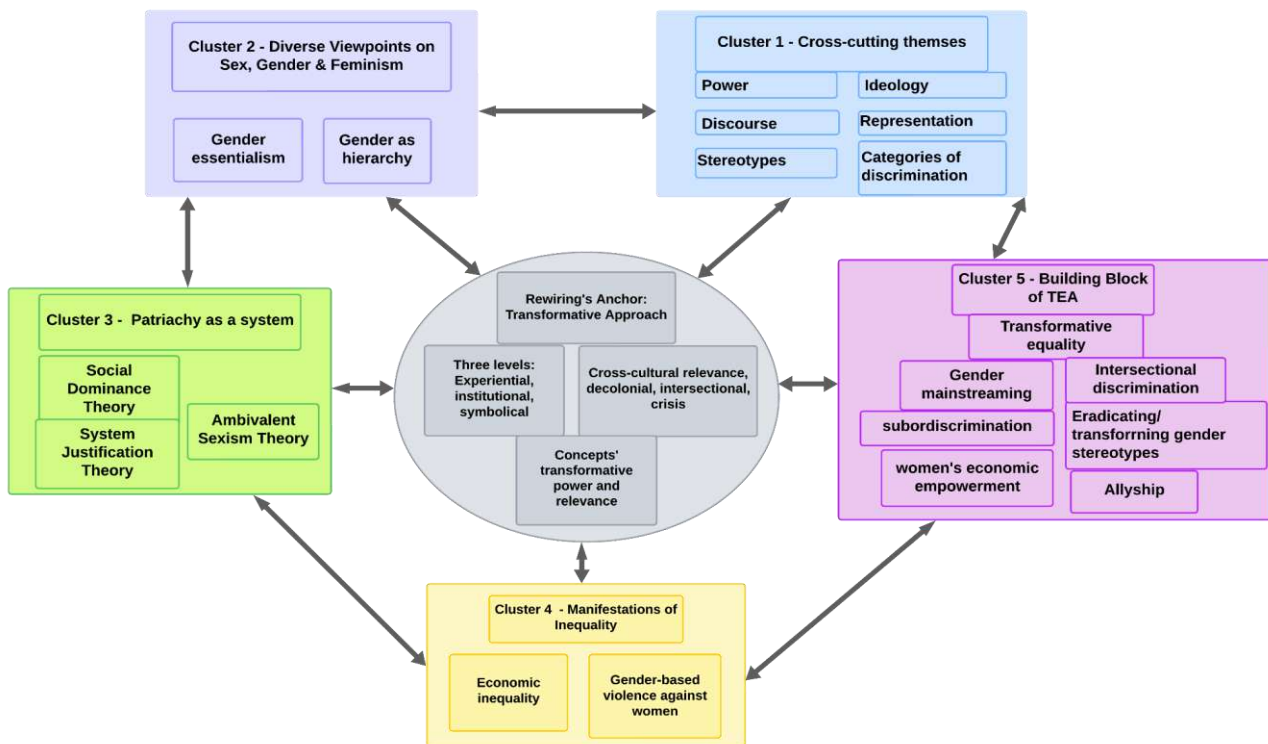 Cluster 2 - Diverse Viewpoints on
Sex, Gender & Feminism
Gender
essentialism
Gender as
hierarchy
Cluster 1 - Cross-cutting themses
Power
Ideology
Discourse
Representation
Stereotypes
Categories of
discrimination
Rewiring's Anchor:
Transformative Approach
Three levels:
Experiential,
institutional,
symbolical
Cross-cultural relevance,
decolonial, intersectional,
crisis
Concepts'
transformative
power and
relevance
Cluster 3 - Patriachy as a system
Social
Dominance
Theory
System
Justification
Theory
Ambivalent
Sexism Theory
Cluster 5 - Building Block
of TEA
Transformative
equality
Gender
mainstreaming
Intersectional
discrimination
subordiscrimination
Eradicating/
transforrning gender
stereotypes
women's economic
empowerment
Allyship
Cluster 4 - Manifestations of
Inequality
Economic
inequality
Gender-based
violence against
women